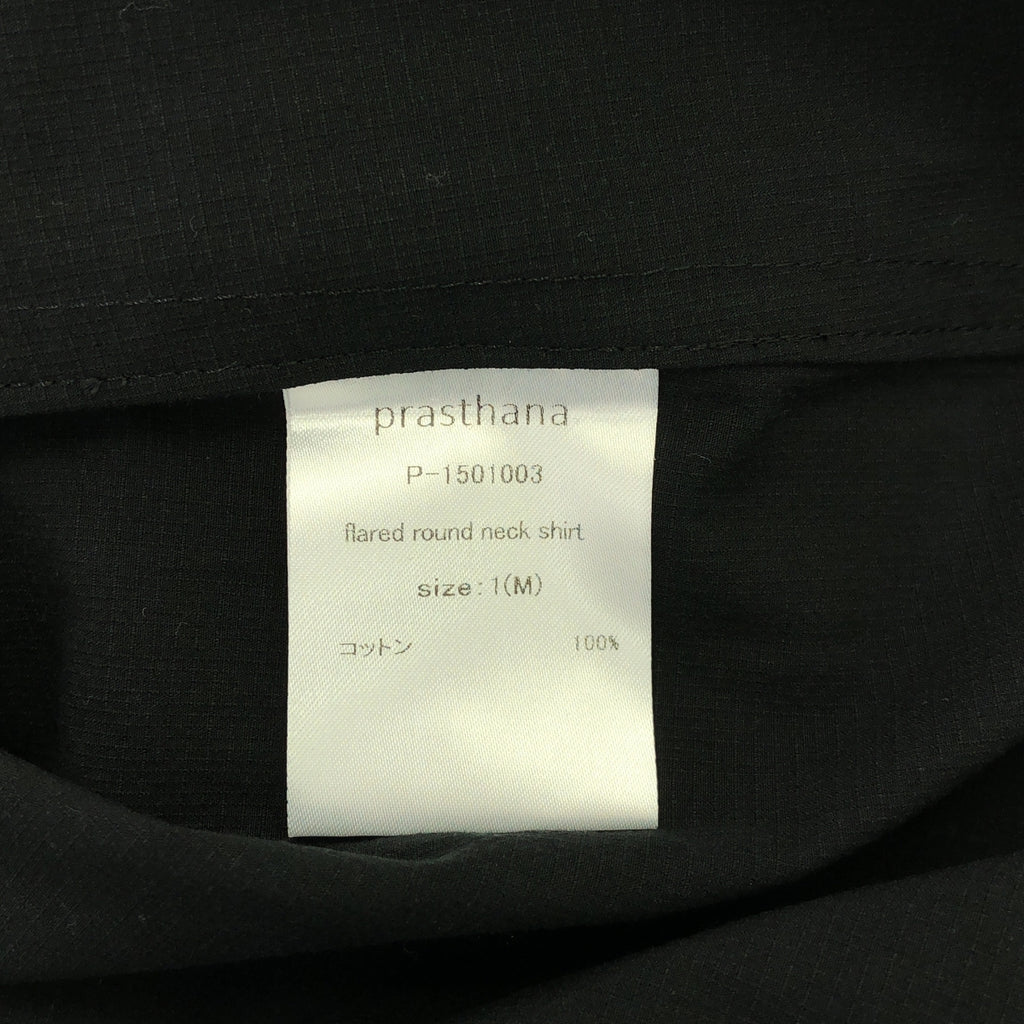 prasthana
P-1501003
flared round neck shirt
size:1(M)
コットン 100%